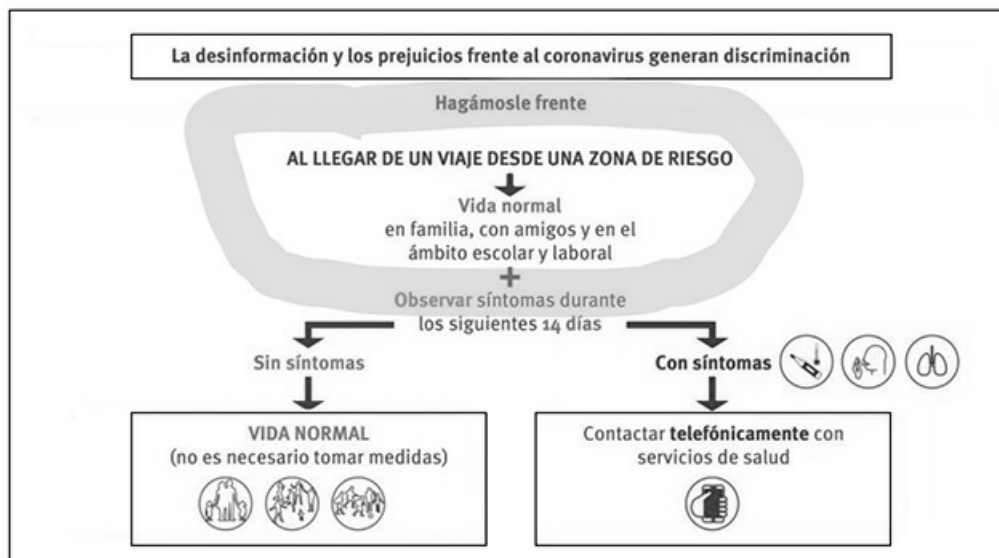 La desinformación y los prejuicios frente al coronavirus generan discriminación
Hagámosle frente
AL LLEGAR DE UN VIAJE DESDE UNA ZONA DE RIESGO
Vida normal
en familia, con amigos y en el
ámbito escolar y laboral
+
Observar síntomas durante
los siguientes 14 días
Sin síntomas
Con síntomas
VIDA NORMAL
(no es necesario tomar medidas)
Contactar telefónicamente con
servicios de salud